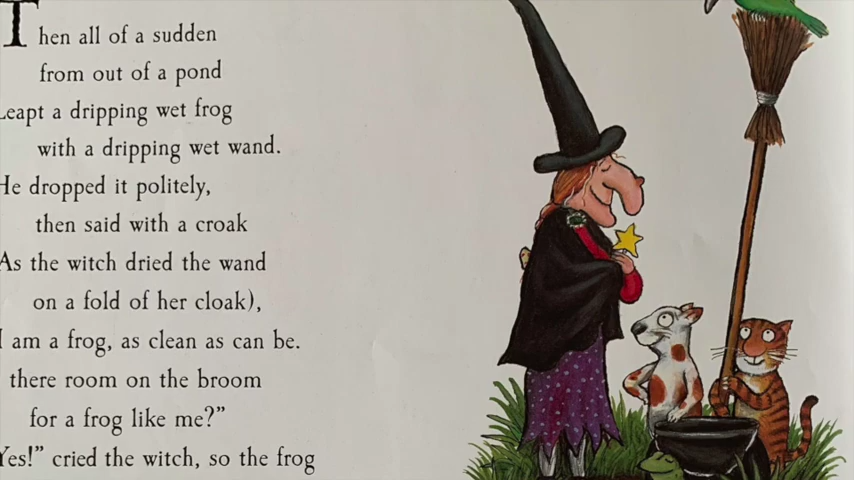 Then all of a sudden
from out of a pond
Leapt a dripping wet frog
with a dripping wet wand.
He dropped it politely,
then said with a croak
As the witch dried the wand
on a fold of her cloak),
I am a frog, as clean as can be.
there room on the broom
for a frog like me?”
Yes!” cried the witch, so the frog